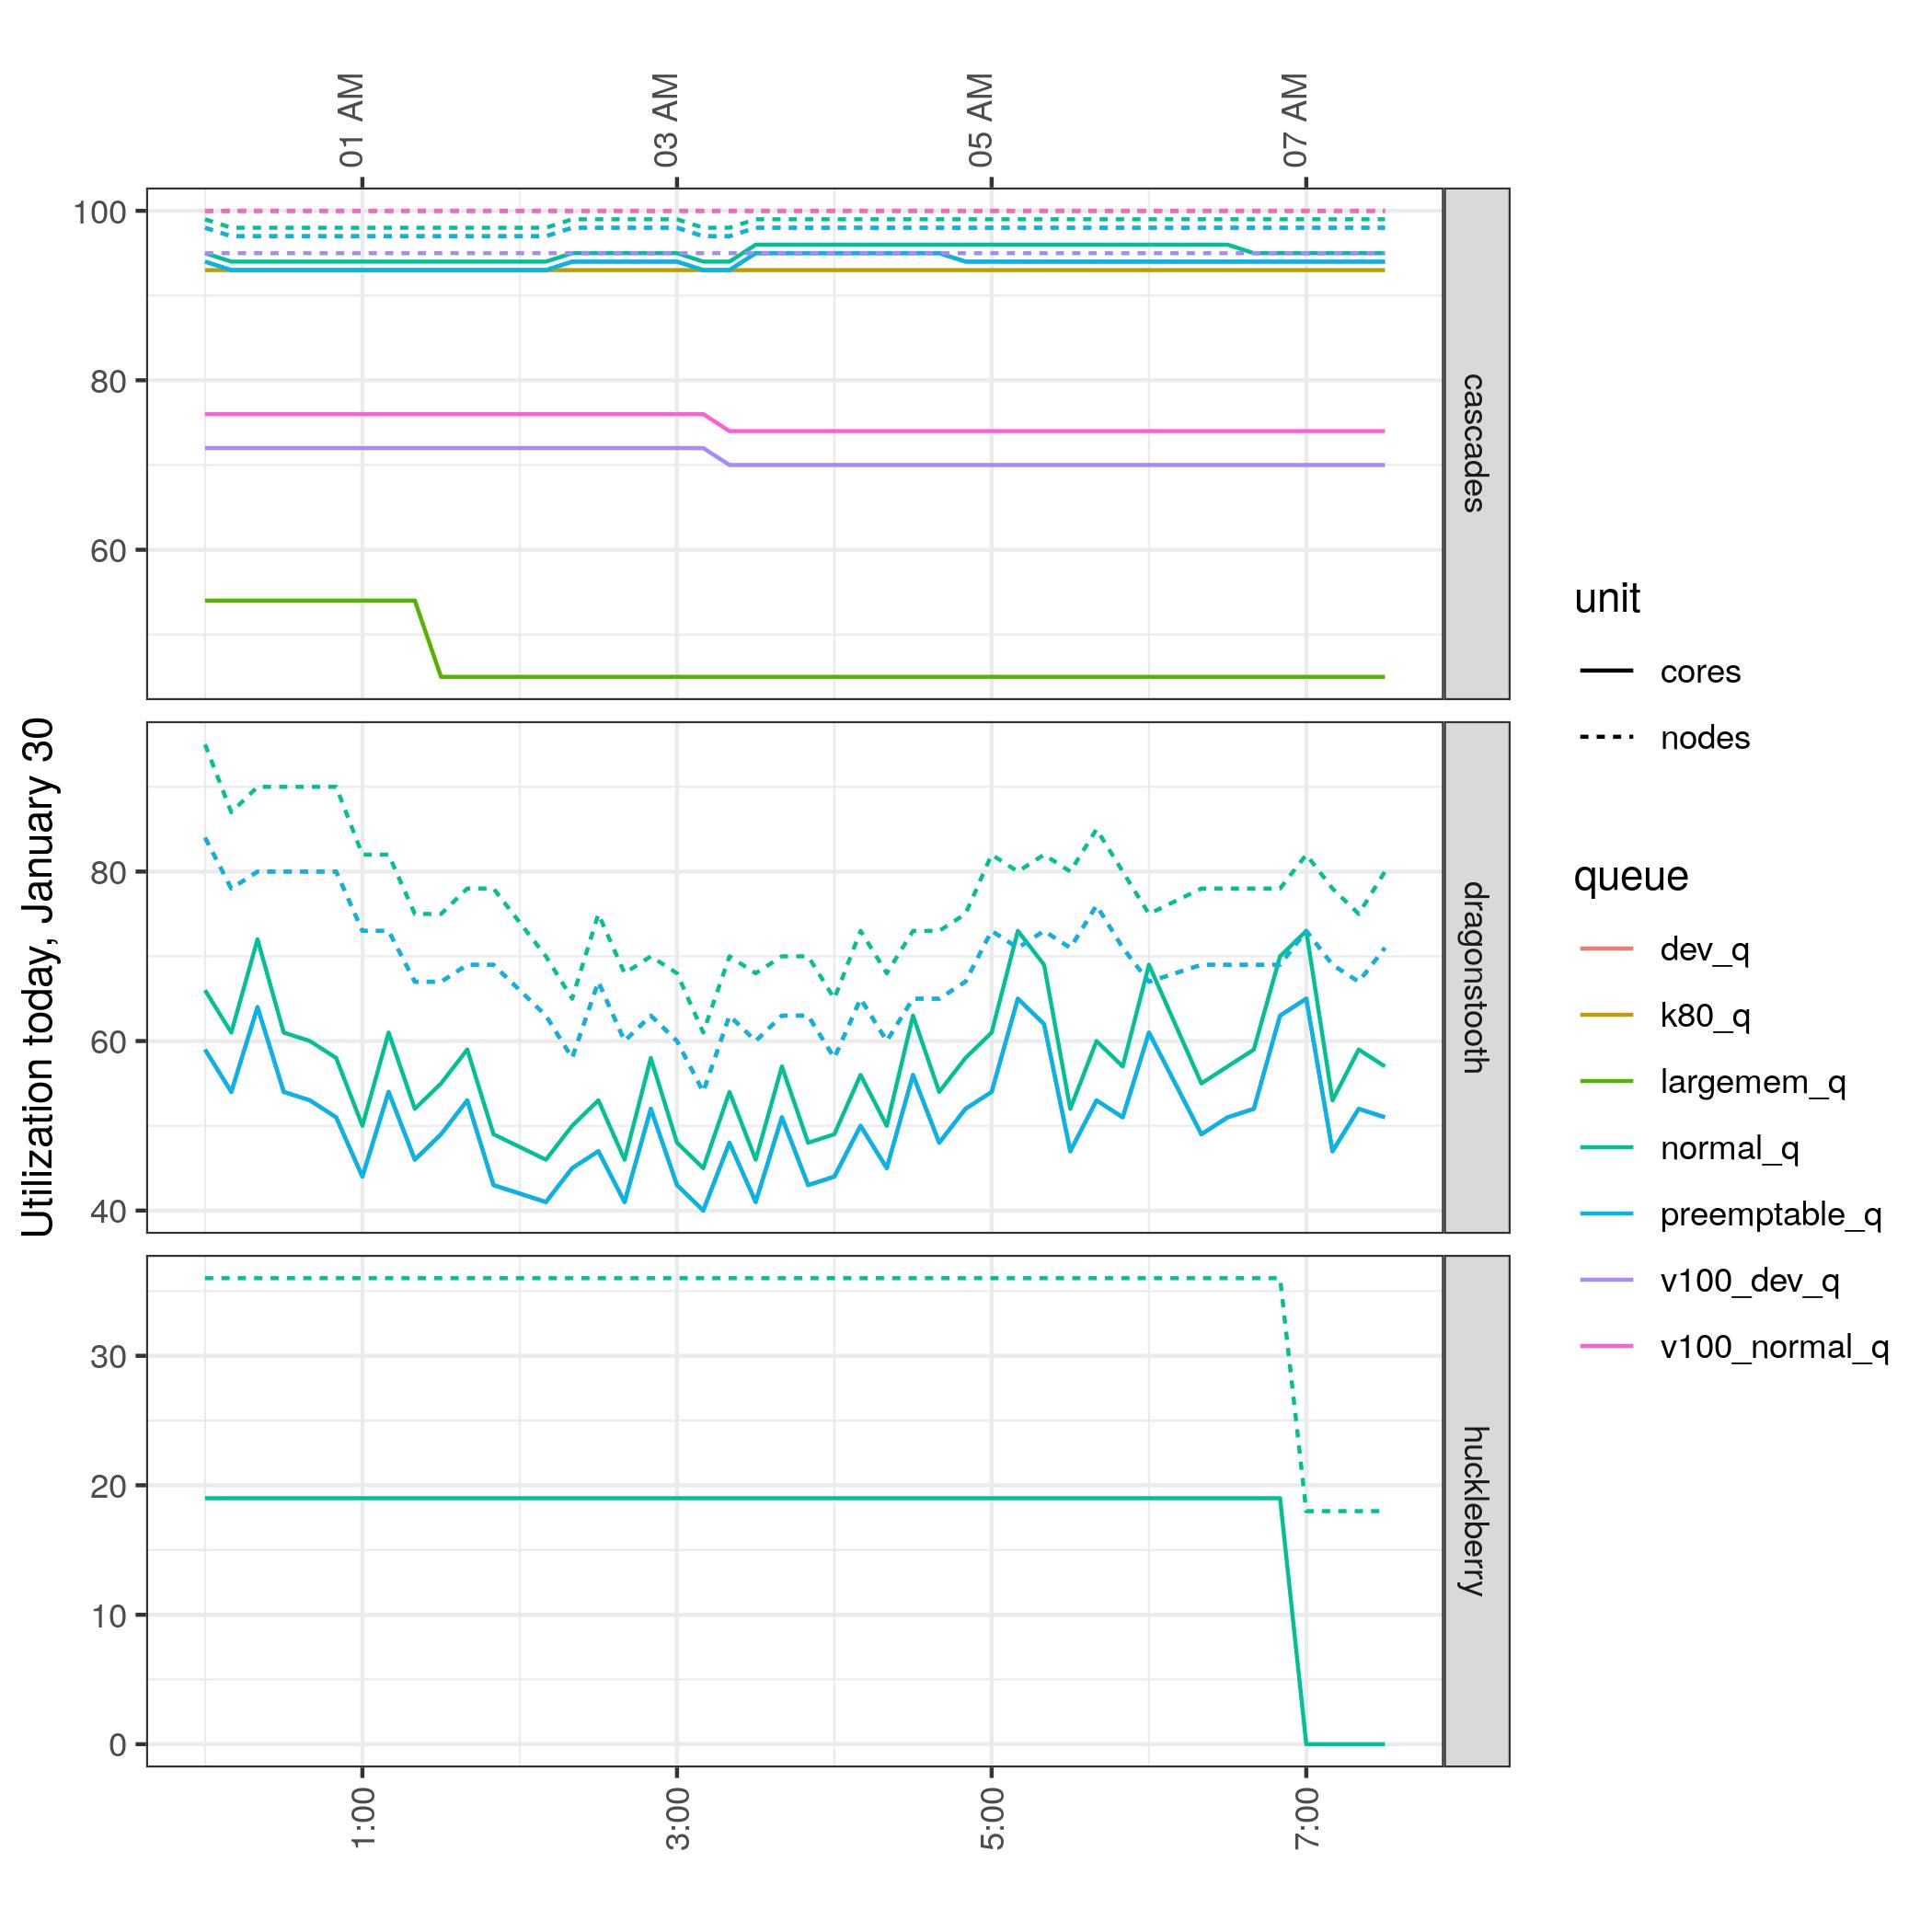 01 AM
03 AM
05 AM
07 AM
Utilization today, January 30
100
80
60
cascades
80
60
40
dragonstooth
30
20
10
0
huckleberry
1:00
3:00
5:00
7:00
unit
cores
nodes
queue
dev_q
k80_q
largemem_q
normal_q
preemptable_q
v100_dev_q
v100_normal_q